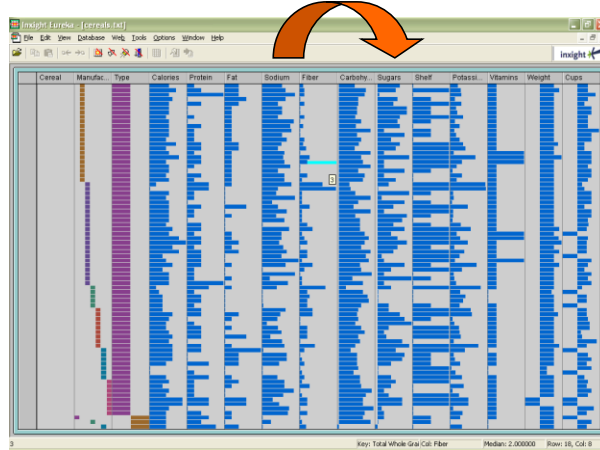 Inxight Eureka - [cereals.txt]
File Edit View Database Web Tools Options Window Help
inxight
Cereal Manufac... Type Calories Protein Fat Sodium Fiber Carbohy... Sugars Shelf Potassi... Vitamins Weight Cups
3
3 Key: Total Whole Grai Col: Fiber Median: 2.000000 Row: 18, Col: 8